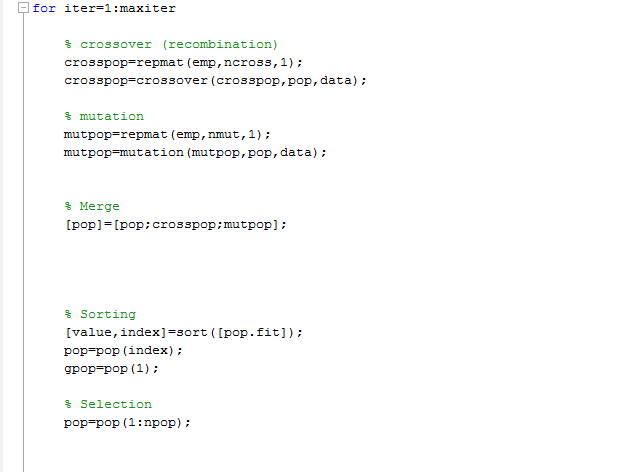 for iter=1:maxiter
% crossover (recombination)
crosspop=repmat(emp,ncross,1);
crosspop=crossover(crosspop,pop,data);
% mutation
mutpop=repmat(emp,nmut,1);
mutpop=mutation(mutpop,pop,data);
% Merge
[pop]=[pop;crosspop;mutpop];
% Sorting
[value,index]=sort([pop.fit]);
pop=pop(index);
gpop=pop(1);
% Selection
pop=pop(1:npop);